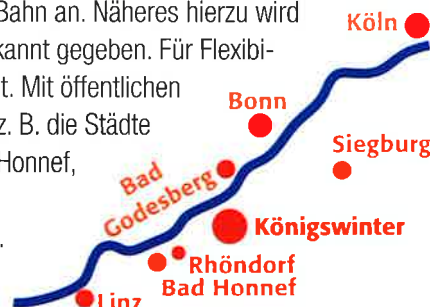 Bahn an. Näheres hierzu wird
kannt gegeben. Für Flexibi-
t. Mit öffentlichen
z. B. die Städte
Honnef,
.
Köln
Bonn
Siegburg
Bad
Godesberg
Königswinter
Rhöndorf
Bad Honnef
Linz